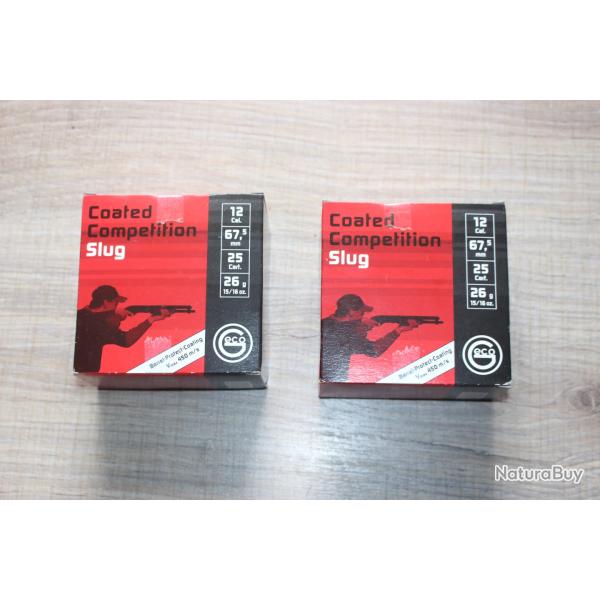 Coated
Competition
Slug
12
Cal.
67,5
mm
25
Cart.
26 g
15/16 oz.
Barrel-Protect-Coating
Vmax 450 m/s
Geco
Coated
Competition
Slug
12
Cal.
67,5
mm
25
Cart.
26 g
15/16 oz.
Barrel-Protect-Coating
Vmax 450 m/s
Geco
NaturaBuy